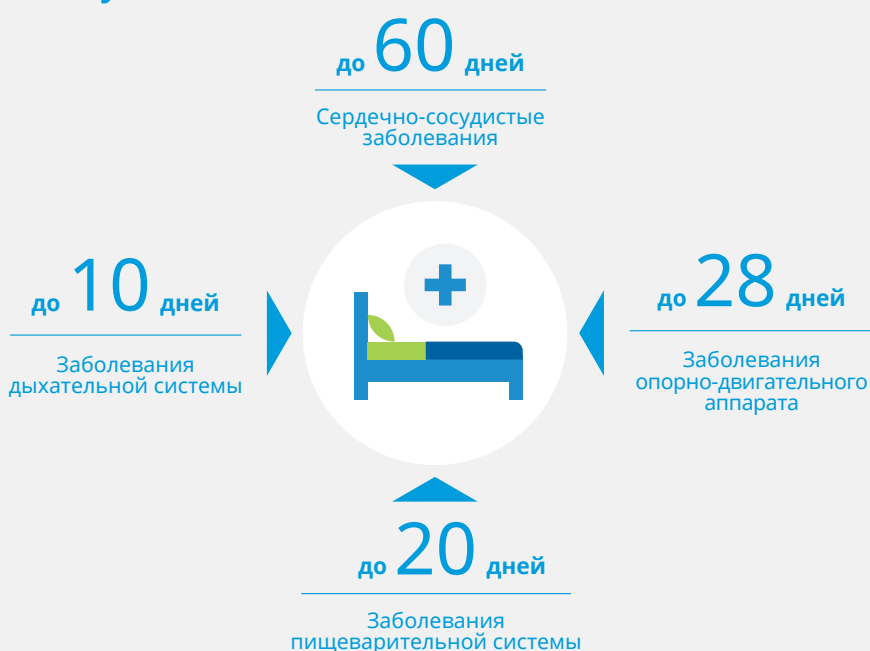 до 60 дней
Сердечно-сосудистые
заболевания
до 10 дней
Заболевания
дыхательной системы
до 28 дней
Заболевания
опорно-двигательного
аппарата
до 20 дней
Заболевания
пищеварительной системы